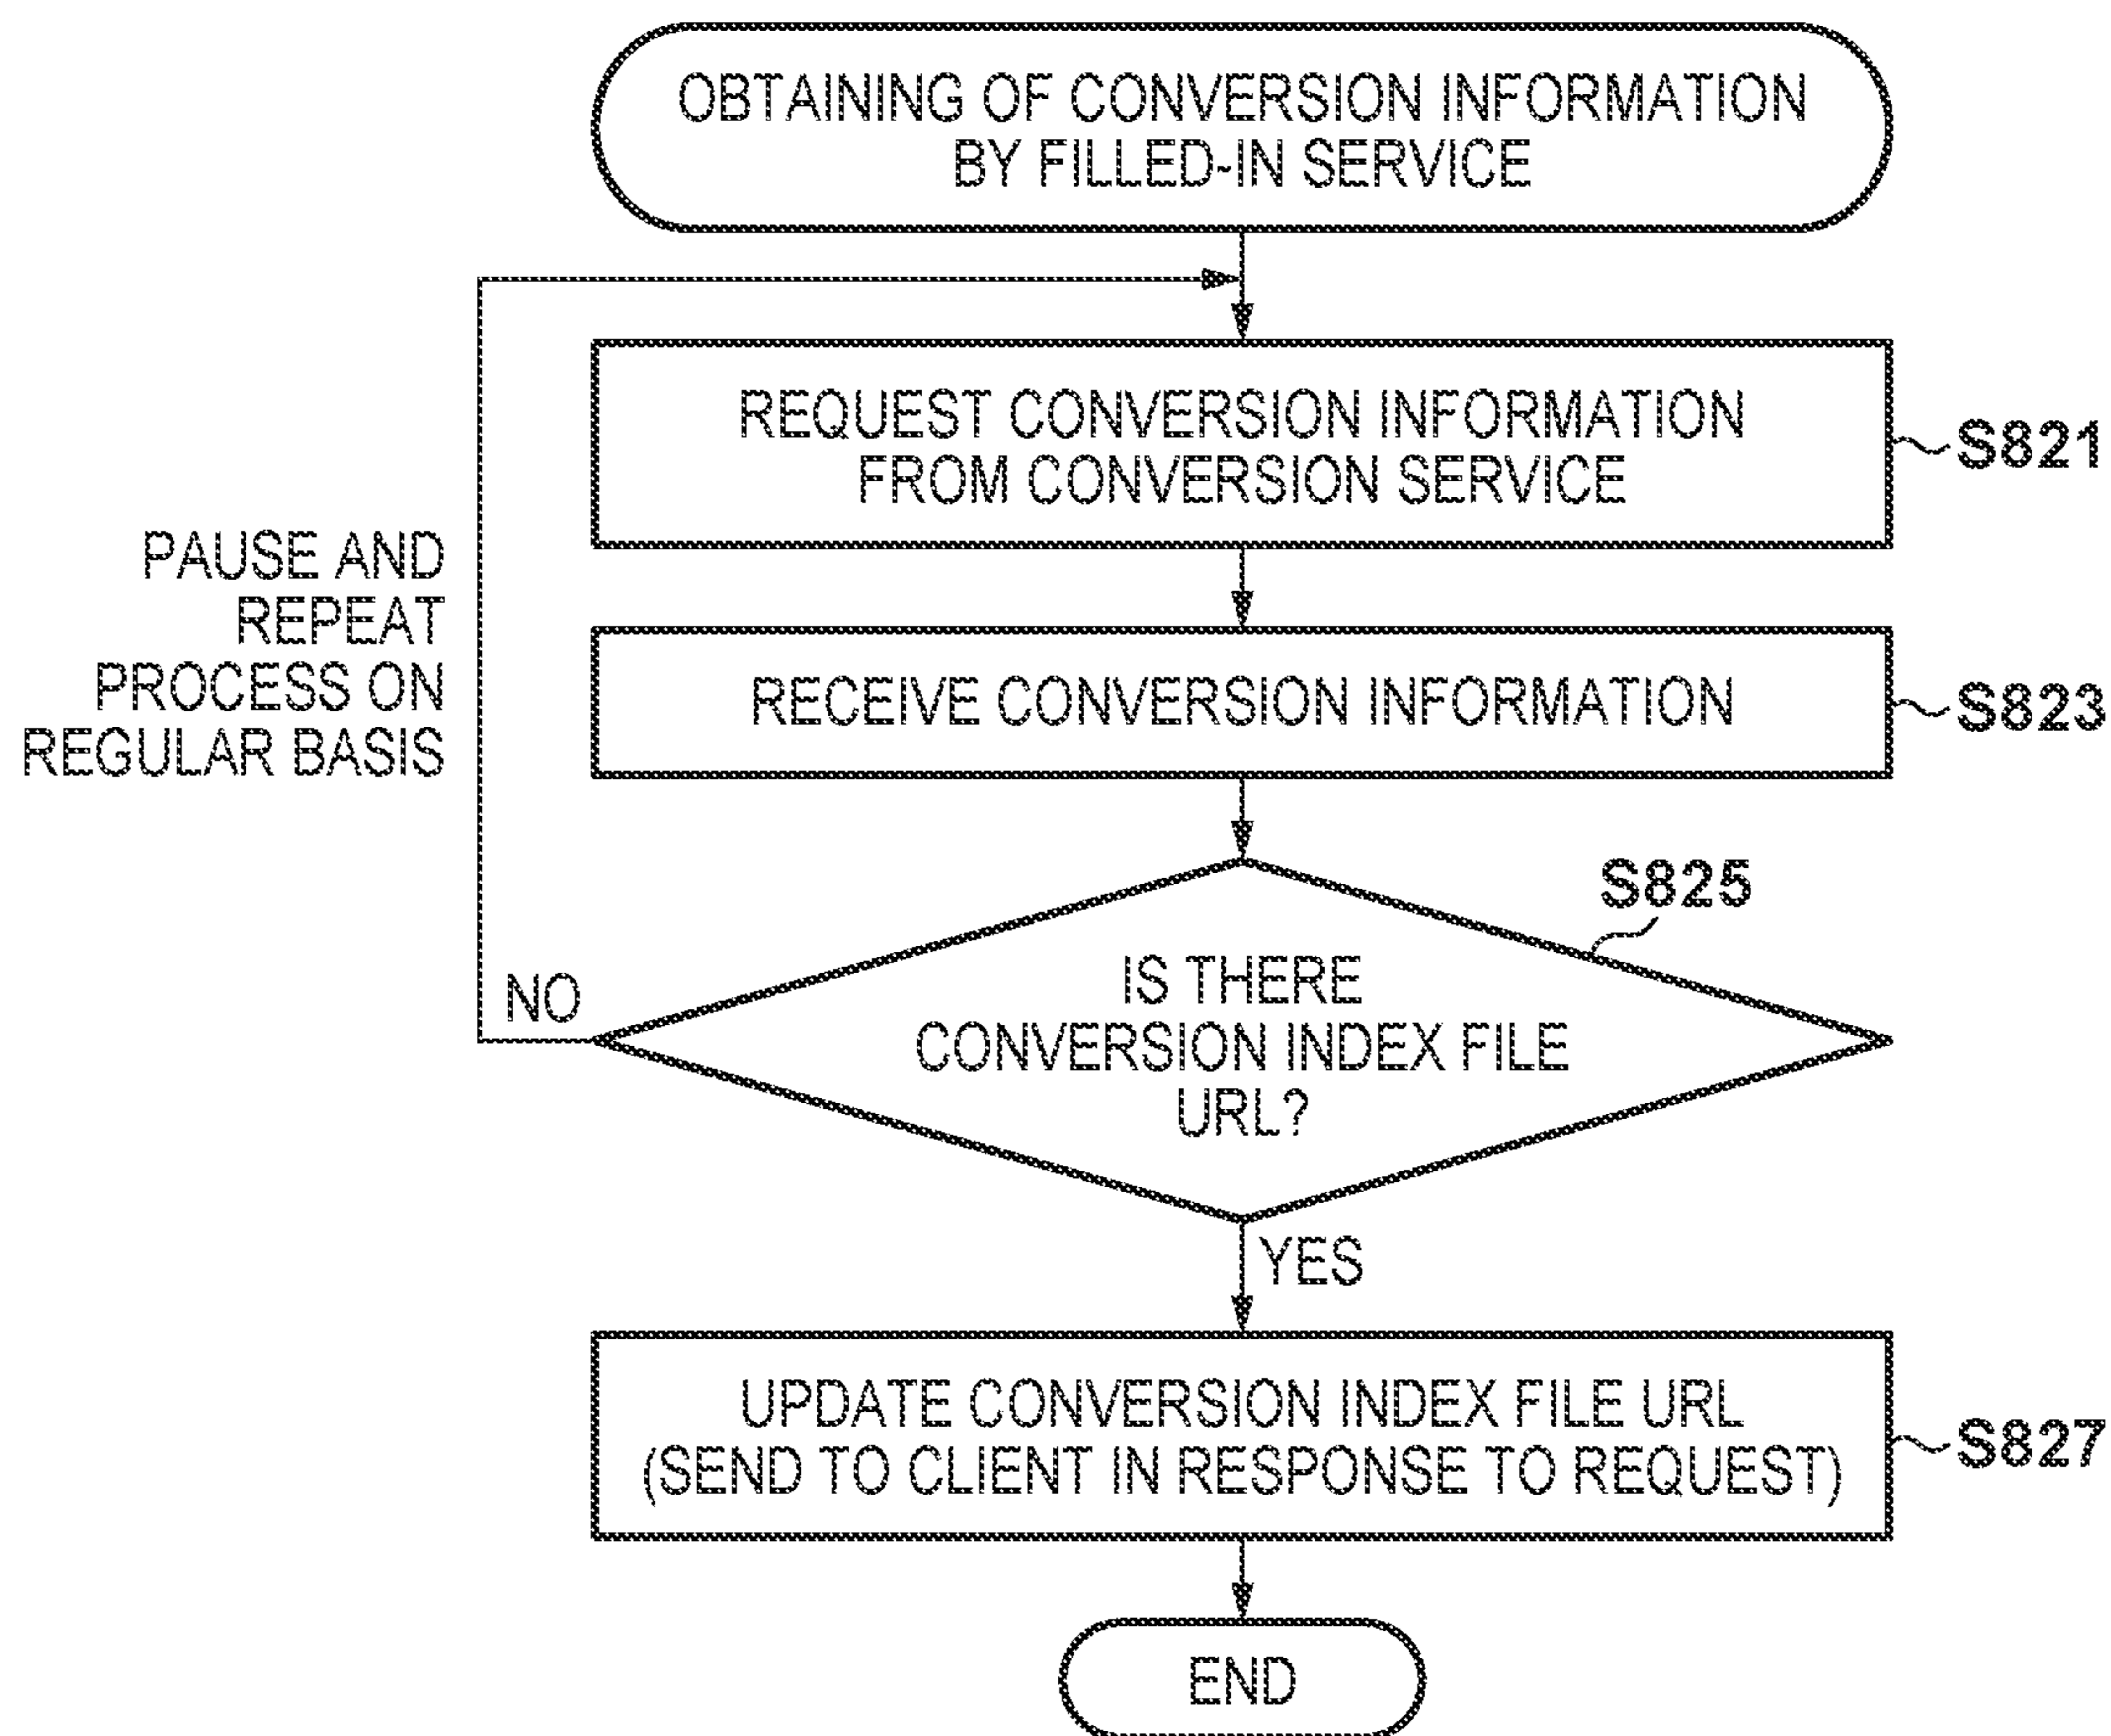 OBTAINING OF CONVERSION INFORMATION
BY FILLED-IN SERVICE
REQUEST CONVERSION INFORMATION
FROM CONVERSION SERVICE
S821
PAUSE AND
REPEAT
PROCESS ON
REGULAR BASIS
RECEIVE CONVERSION INFORMATION
S823
S825
IS THERE
CONVERSION INDEX FILE
URL?
NO
YES
UPDATE CONVERSION INDEX FILE URL
(SEND TO CLIENT IN RESPONSE TO REQUEST)
S827
END